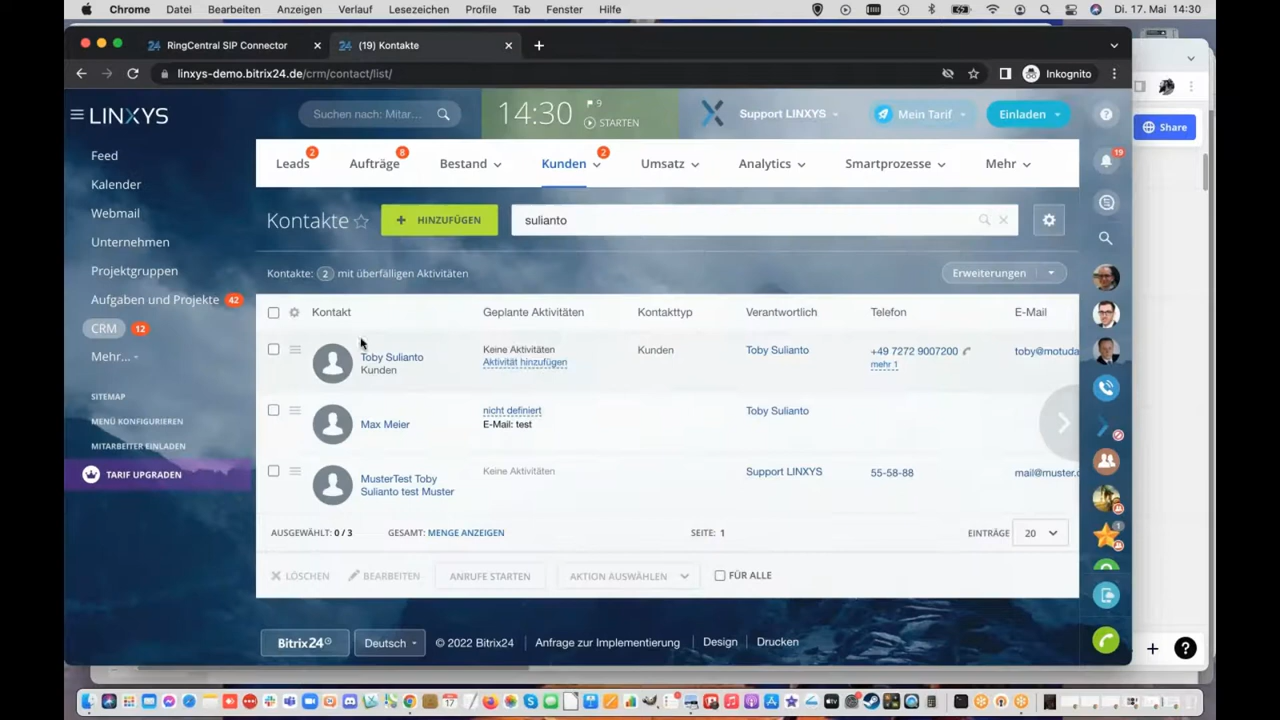 Chrome Datei Bearbeiten Anzeigen Verlauf Lesezeichen Profile Tab Fenster Hilfe Di. 17. Mai 14:30
24 RingCentral SIP Connector × 24 (19) Kontakte × +
linxys-demo.bitrix24.de/crm/contact/list/ Inkognito
LINXYS Suchen nach: Mitar... 14:30 9 STARTEN Support LINXYS Mein Tarif Einladen ?
Share
Feed
Kalender
Webmail
Unternehmen
Projektgruppen
Aufgaben und Projekte 42
CRM 12
Mehr...
SITEMAP
MENÜ KONFIGURIEREN
MITARBEITER EINLADEN
TARIF UPGRADEN
Leads 2 Aufträge 8 Bestand Kunden 2 Umsatz Analytics Smartprozesse Mehr
19
Kontakte + HINZUFÜGEN sulianto
Kontakte: 2 mit überfälligen Aktivitäten Erweiterungen
Kontakt Geplante Aktivitäten Kontakttyp Verantwortlich Telefon E-Mail
Toby Sulianto Keine Aktivitäten Kunden Toby Sulianto +49 7272 9007200 toby@motuda
Kunden Aktivität hinzufügen mehr 1
Max Meier nicht definiert Toby Sulianto
E-Mail: test
MusterTest Toby Keine Aktivitäten Support LINXYS 55-58-88 mail@muster.c
Sulianto test Muster
1
AUSGEWÄHLT: 0 / 3 GESAMT: MENGE ANZEIGEN SEITE: 1 EINTRÄGE 20
LÖSCHEN BEARBEITEN ANRUFE STARTEN AKTION AUSWÄHLEN FÜR ALLE
Bitrix24 Deutsch © 2022 Bitrix24 Anfrage zur Implementierung Design Drucken
+ ?
17